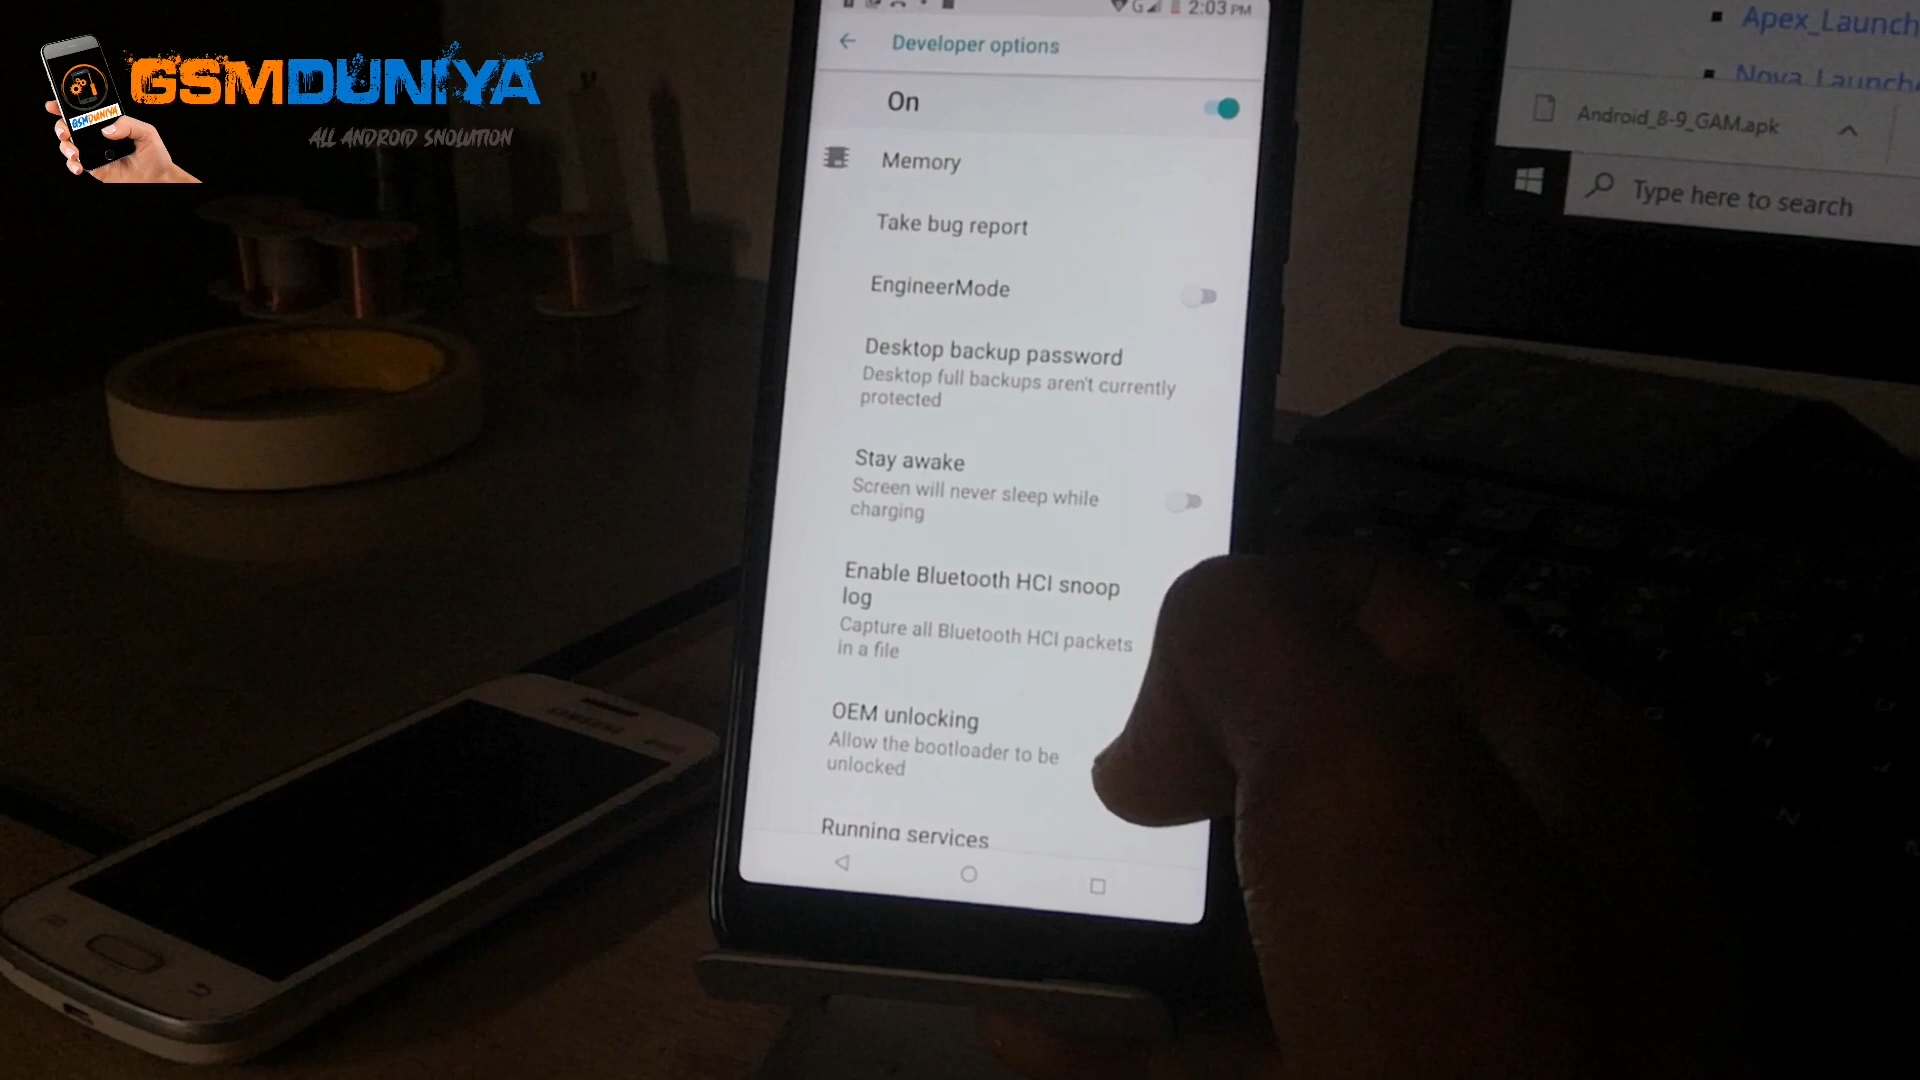 GSMDUNIYA
ALL ANDROID SNOLUTION
GSMDUNIYA
G 2:03 PM
Developer options
On
Memory
Take bug report
EngineerMode
Desktop backup password
Desktop full backups aren't currently
protected
Stay awake
Screen will never sleep while
charging
Enable Bluetooth HCI snoop
log
Capture all Bluetooth HCI packets
in a file
OEM unlocking
Allow the bootloader to be
unlocked
Running services
Apex_Launch
Nova_Launche
Android_8-9_GAM.apk
Type here to search
SAMSUNG